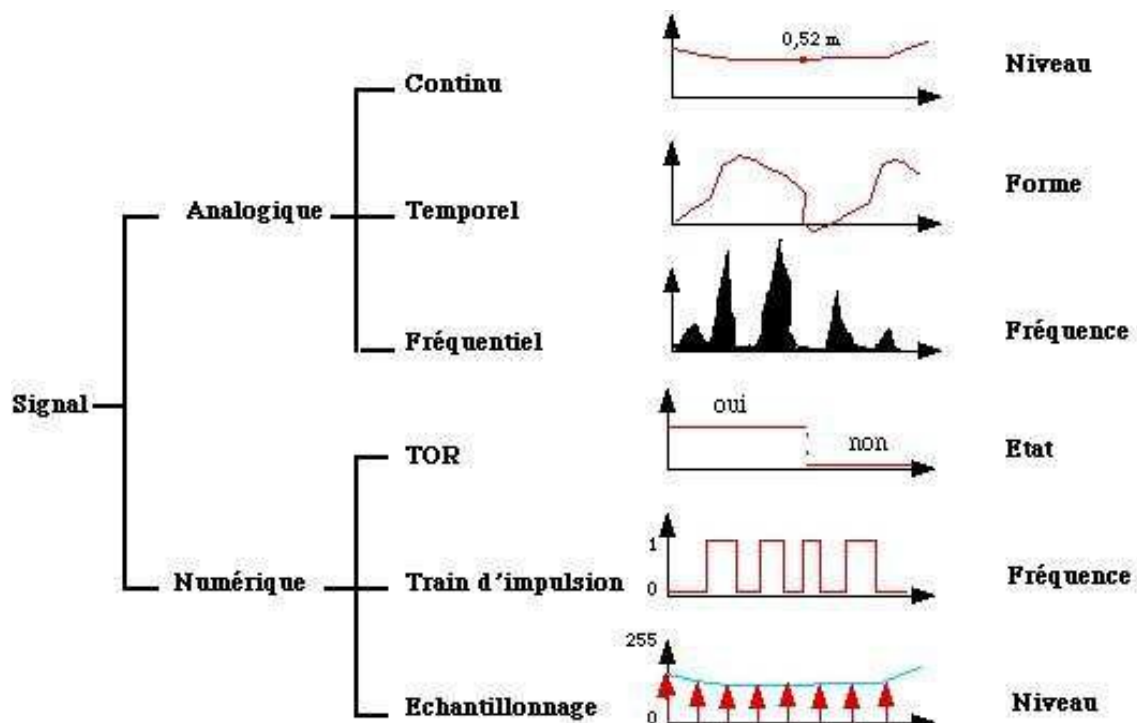 0,52 m
Continu
Niveau
Analogique
Temporel
Forme
Fréquentiel
Fréquence
Signal
oui
non
TOR
Etat
1
0
Numérique
Train d'impulsion
Fréquence
255
0
Echantillonnage
Niveau